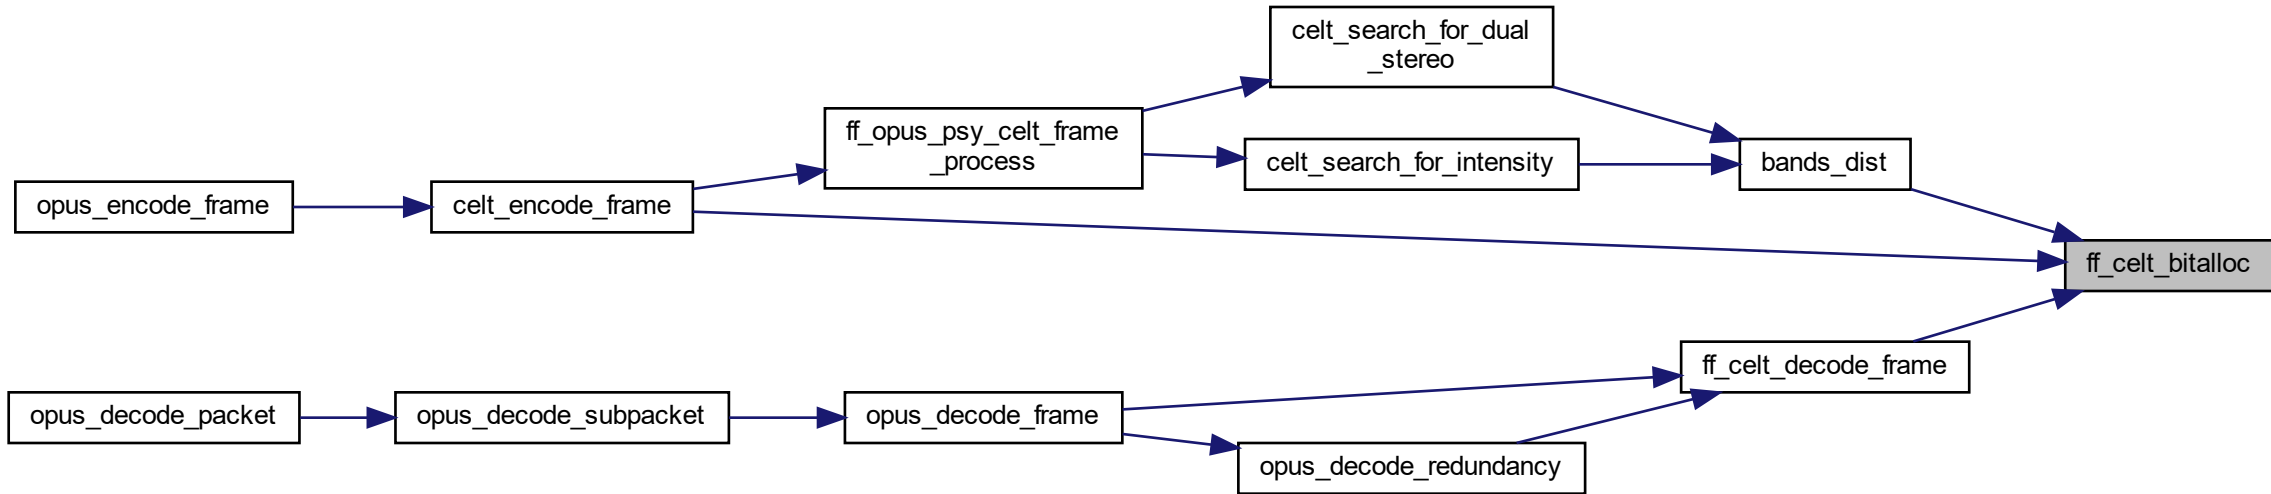 celt_search_for_dual
_stereo
ff_opus_psy_celt_frame
_process
celt_search_for_intensity
bands_dist
opus_encode_frame
celt_encode_frame
ff_celt_bitalloc
ff_celt_decode_frame
opus_decode_packet
opus_decode_subpacket
opus_decode_frame
opus_decode_redundancy